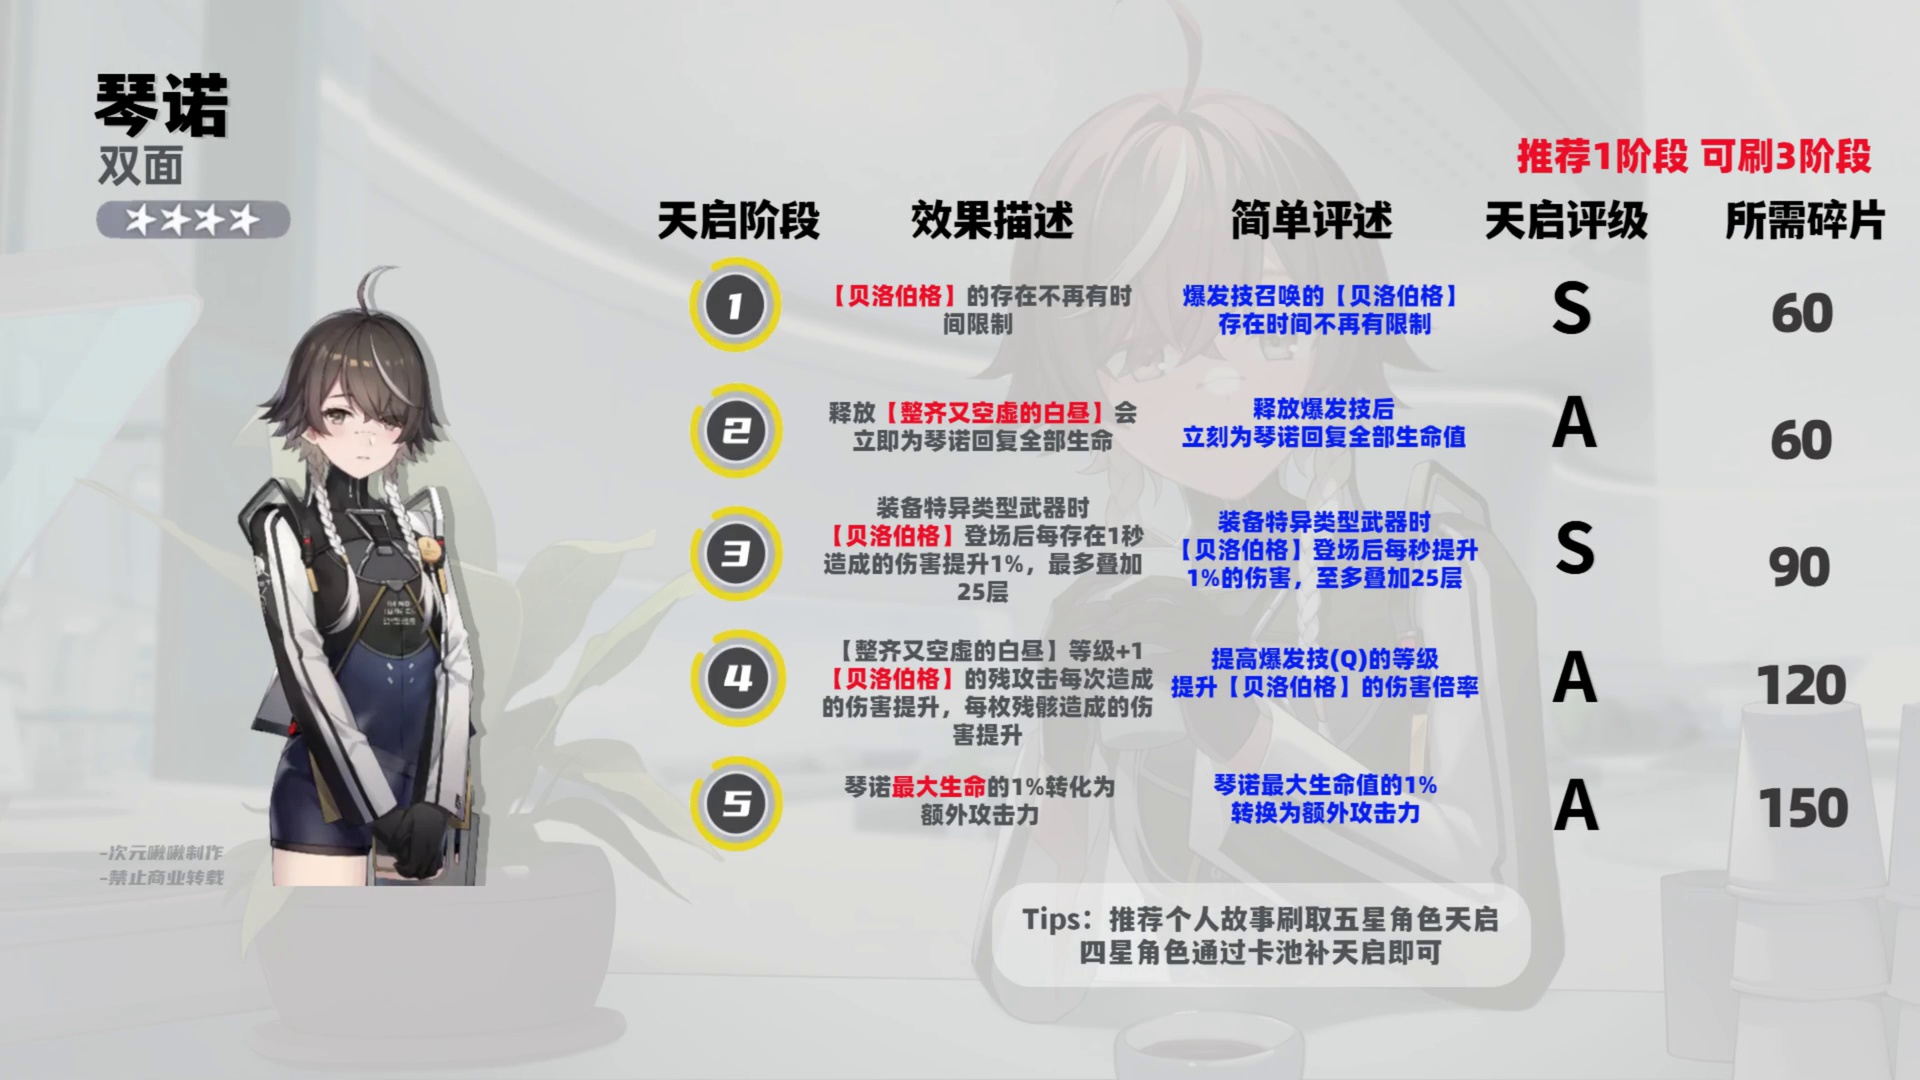 琴诺
双面
推荐1阶段 可刷3阶段
天启阶段 效果描述 简单评述 天启评级 所需碎片
1
【贝洛伯格】的存在不再有时
间限制
爆发技召唤的【贝洛伯格】
存在时间不再有限制
S
60
2
释放【整齐又空虚的白昼】会
立即为琴诺回复全部生命
释放爆发技后
立刻为琴诺回复全部生命值
A
60
3
装备特异类型武器时
【贝洛伯格】登场后每存在1秒
造成的伤害提升1%，最多叠加
25层
装备特异类型武器时
【贝洛伯格】登场后每秒提升
1%的伤害，至多叠加25层
S
90
4
【整齐又空虚的白昼】等级+1
【贝洛伯格】的残攻击每次造成
的伤害提升，每枚残骸造成的伤
害提升
提高爆发技(Q)的等级
提升【贝洛伯格】的伤害倍率
A
120
5
琴诺最大生命的1%转化为
额外攻击力
琴诺最大生命值的1%
转换为额外攻击力
A
150
-次元啾啾制作
-禁止商业转载
Tips：推荐个人故事刷取五星角色天启
四星角色通过卡池补天启即可